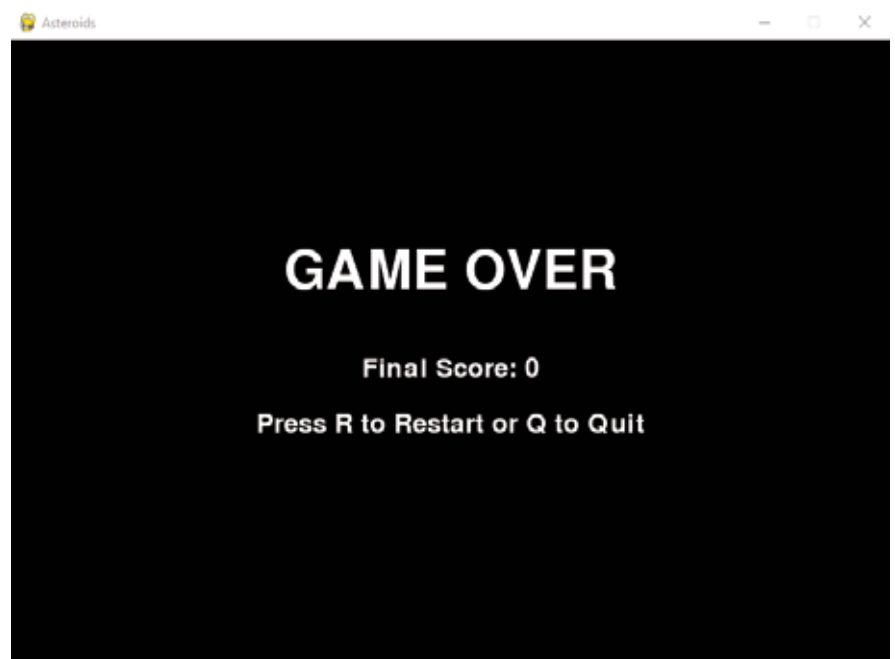 Asteroids
GAME OVER
Final Score: 0
Press R to Restart or Q to Quit